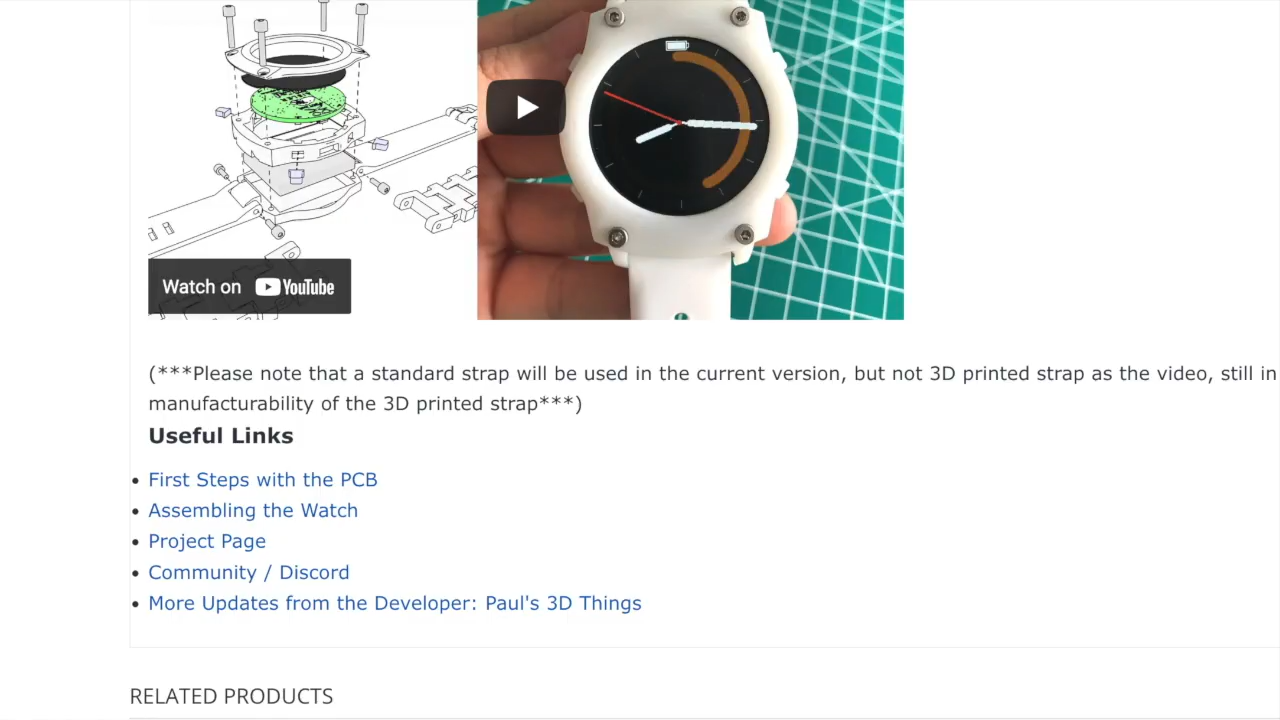 Watch on YouTube
(***Please note that a standard strap will be used in the current version, but not 3D printed strap as the video, still in
manufacturability of the 3D printed strap***)
Useful Links
• First Steps with the PCB
• Assembling the Watch
• Project Page
• Community / Discord
• More Updates from the Developer: Paul's 3D Things
RELATED PRODUCTS